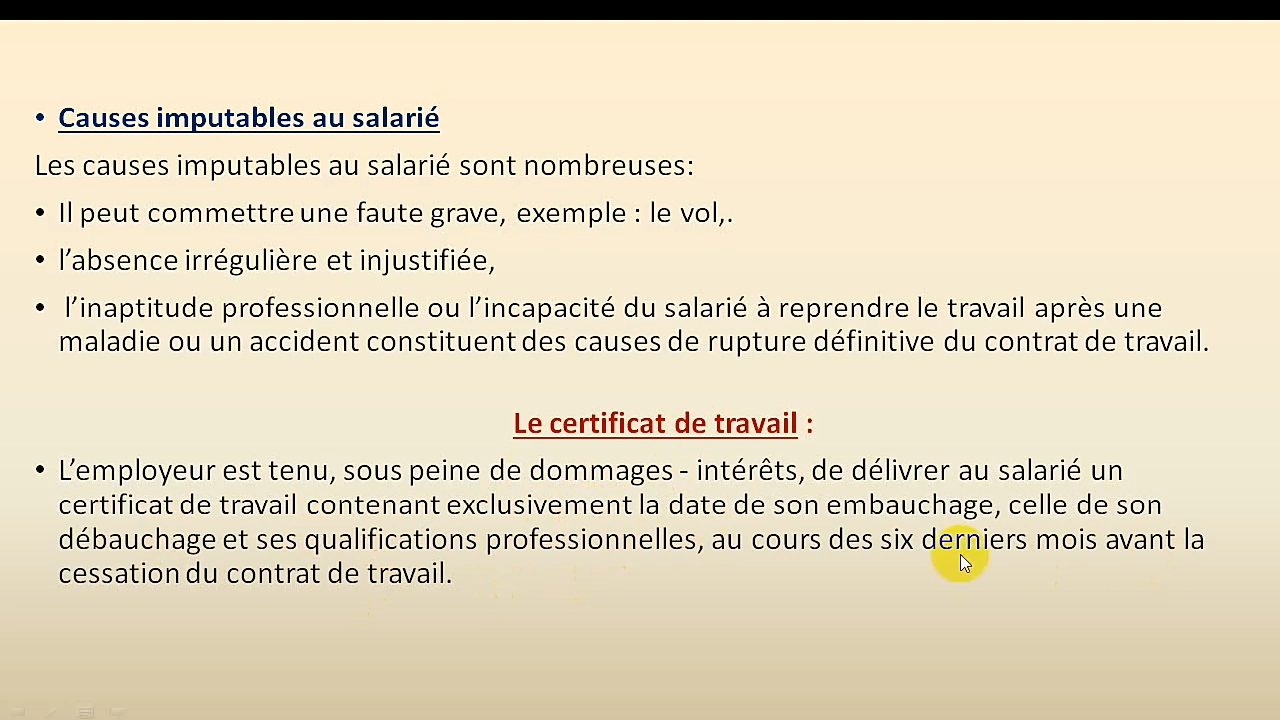 • Causes imputables au salarié
Les causes imputables au salarié sont nombreuses:
• Il peut commettre une faute grave, exemple : le vol,.
• l’absence irrégulière et injustifiée,
• l’inaptitude professionnelle ou l’incapacité du salarié à reprendre le travail après une
maladie ou un accident constituent des causes de rupture définitive du contrat de travail.
Le certificat de travail :
• L’employeur est tenu, sous peine de dommages - intérêts, de délivrer au salarié un
certificat de travail contenant exclusivement la date de son embauchage, celle de son
débauchage et ses qualifications professionnelles, au cours des six derniers mois avant la
cessation du contrat de travail.